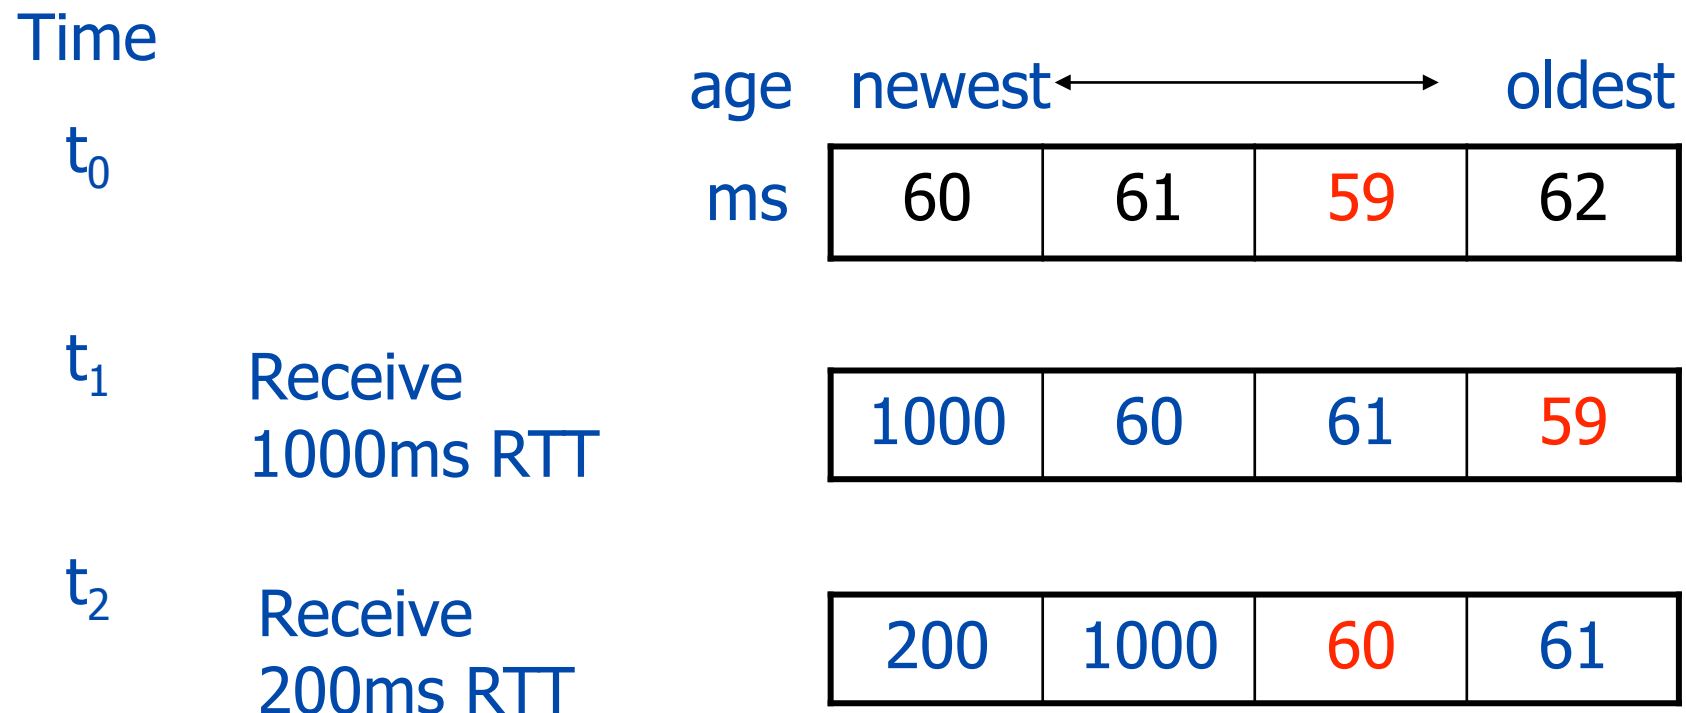 Time
age newest oldest
t0
ms 60 61 59 62
t1
Receive
1000ms RTT
1000 60 61 59
t2
Receive
200ms RTT
200 1000 60 61